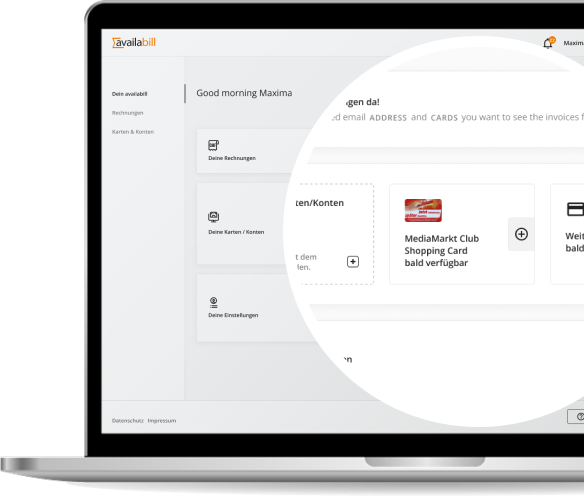 availabill
Maxima
Dein availabill
Rechnungen
Karten & Konten
Good morning Maxima
Deine Rechnungen
Deine Karten / Konten
Deine Einstellungen
gen da!
ed email ADDRESS and CARDS you want to see the invoices f
ten/Konten
t dem
MediaMarkt Club
Shopping Card
bald verfügbar
Weit
bald
Datenschutz Impressum